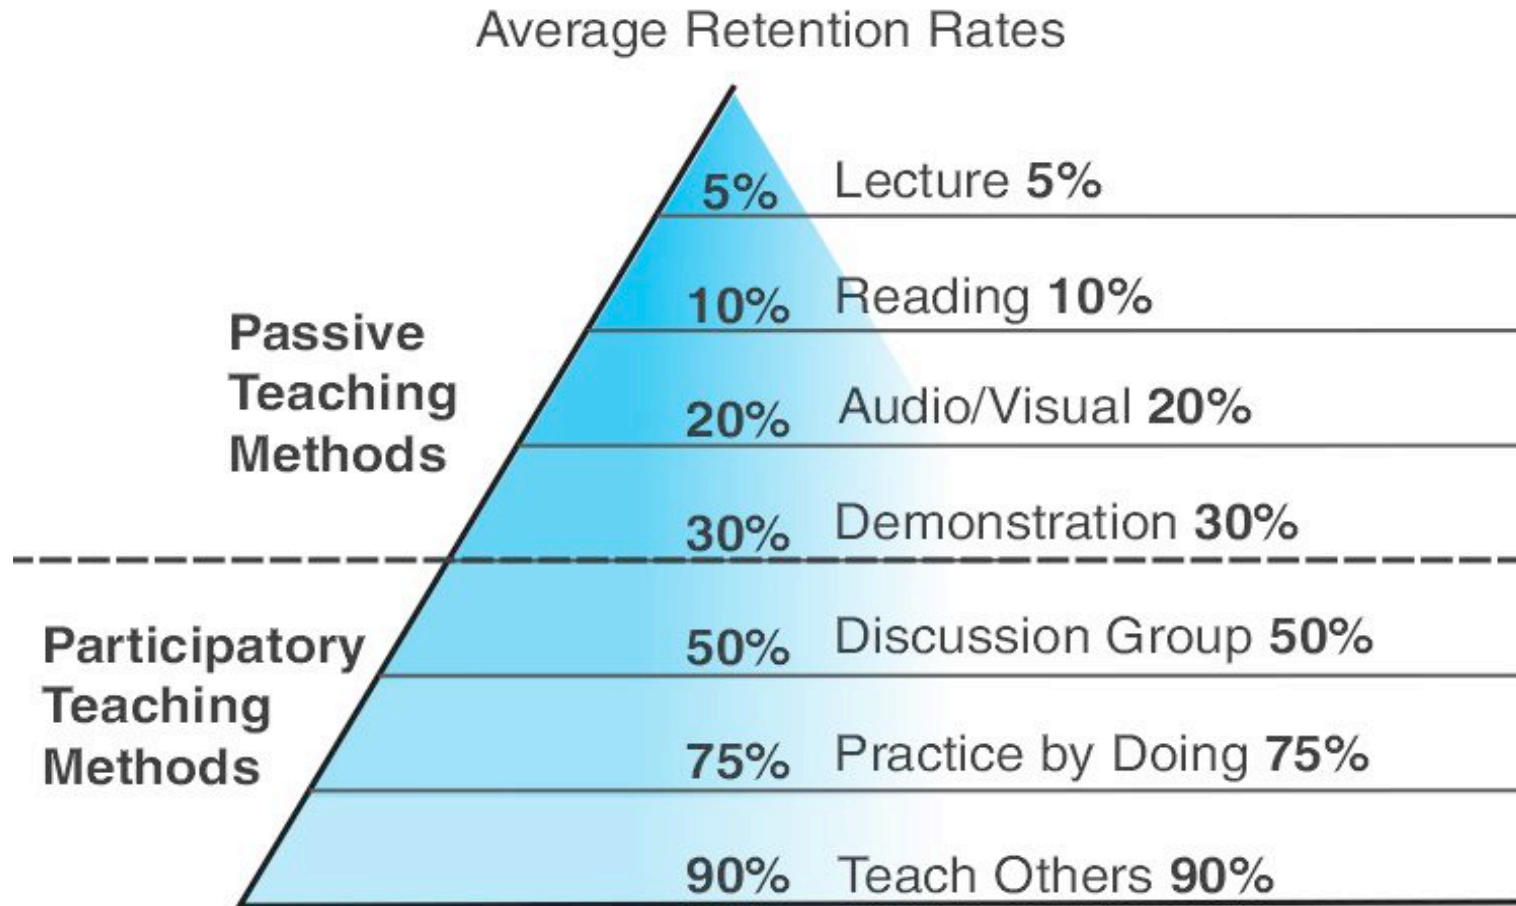 Average Retention Rates
5% Lecture 5%
10% Reading 10%
Passive
Teaching
Methods
20% Audio/Visual 20%
30% Demonstration 30%
Participatory
Teaching
Methods
50% Discussion Group 50%
75% Practice by Doing 75%
90% Teach Others 90%